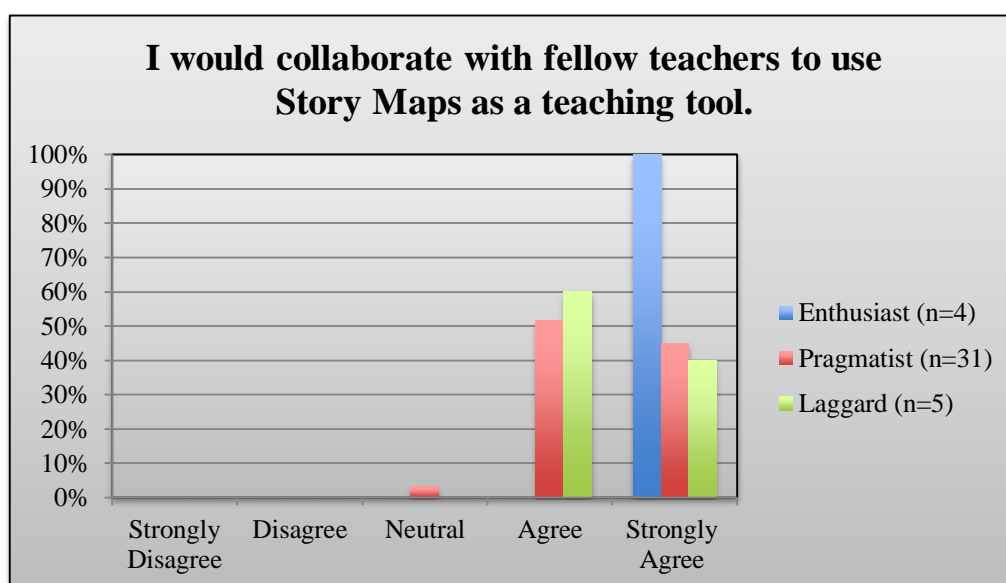 I would collaborate with fellow teachers to use
Story Maps as a teaching tool.
100%
90%
80%
70%
60%
50%
40%
30%
20%
10%
0%
Strongly
Disagree
Disagree
Neutral
Agree
Strongly
Agree
Enthusiast (n=4)
Pragmatist (n=31)
Laggard (n=5)